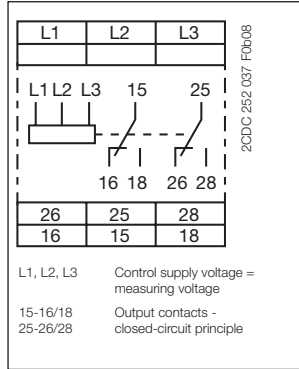 L1 L2 L3
L1 L2 L3 15 25
16 18 26 28
26 25 28
16 15 18
2CDC 252 037 F0b08
L1, L2, L3 Control supply voltage =
measuring voltage
15-16/18 Output contacts -
25-26/28 closed-circuit principle